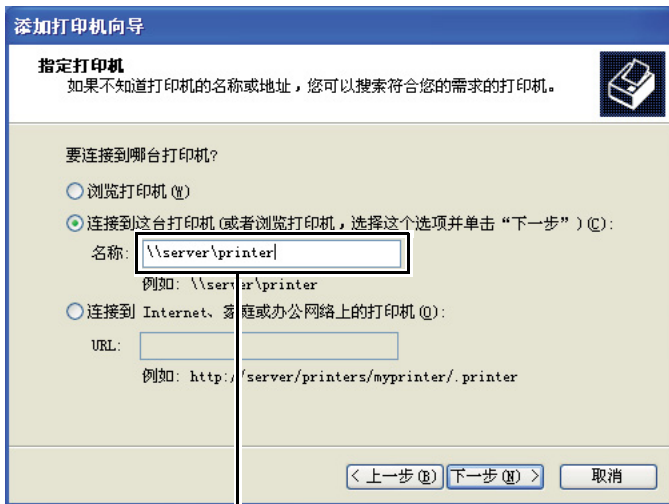 添加打印机向导
指定打印机
如果不知道打印机的名称或地址，您可以搜索符合您的需求的打印机。
要连接到哪台打印机?
浏览打印机(W)
连接到这台打印机(或者浏览打印机，选择这个选项并单击“下一步”)(C):
名称: \\server\printer
例如: \\server\printer
连接到 Internet、家庭或办公网络上的打印机(O):
URL:
例如: http://server/printers/myprinter/.printer
< 上一步(B) 下一步(N) > 取消